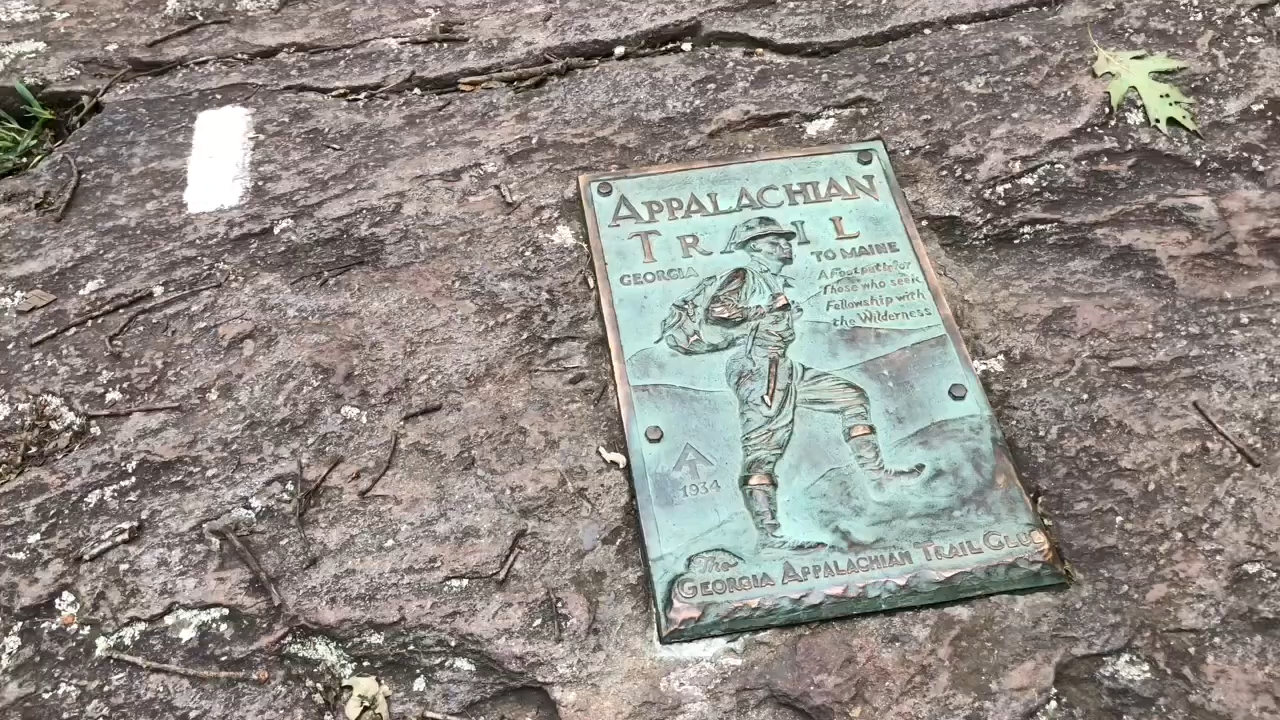 APPALACHIAN
TRAIL
GEORGIA TO MAINE
A Footpath for
Those who seek
Fellowship with
the Wilderness
1934
The
GEORGIA APPALACHIAN TRAIL CLUB